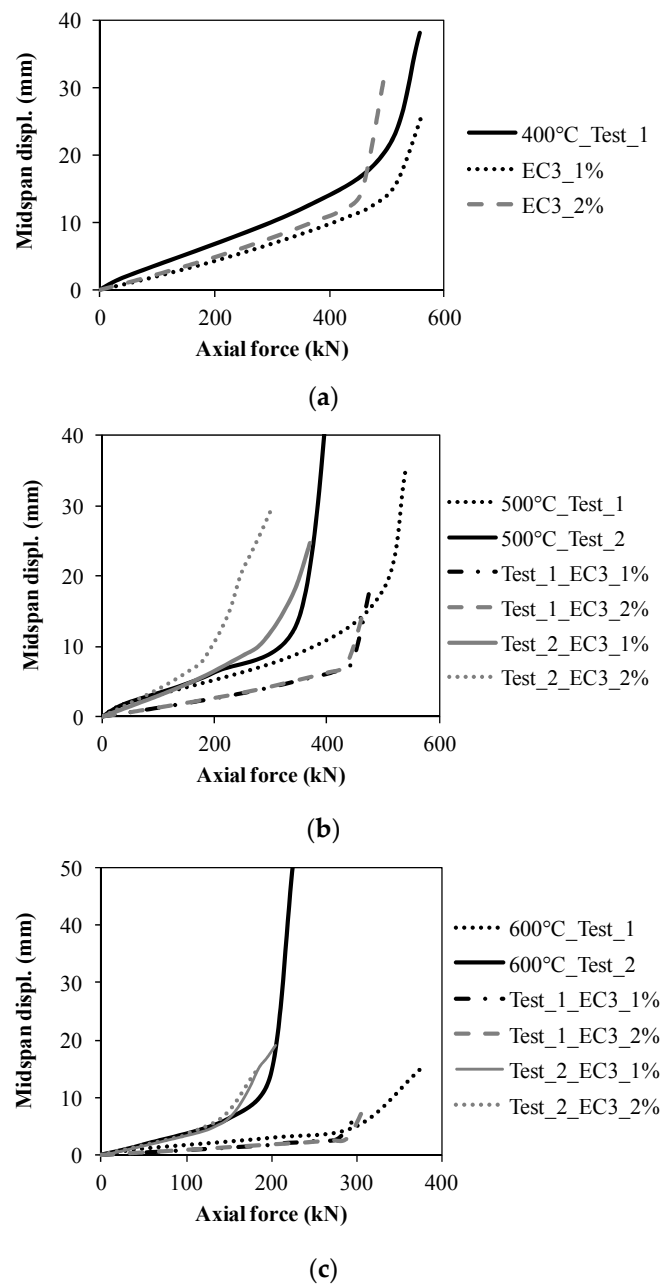 40
30
20
10
0
Midspan displ. (mm)
0 200 400 600
Axial force (kN)
400°C_Test_1
EC3_1%
EC3_2%
(a)
40
30
20
10
0
Midspan displ. (mm)
0 200 400 600
Axial force (kN)
500°C_Test_1
500°C_Test_2
Test_1_EC3_1%
Test_1_EC3_2%
Test_2_EC3_1%
Test_2_EC3_2%
(b)
50
40
30
20
10
0
Midspan displ. (mm)
0 100 200 300 400
Axial force (kN)
600°C_Test_1
600°C_Test_2
Test_1_EC3_1%
Test_1_EC3_2%
Test_2_EC3_1%
Test_2_EC3_2%
(c)